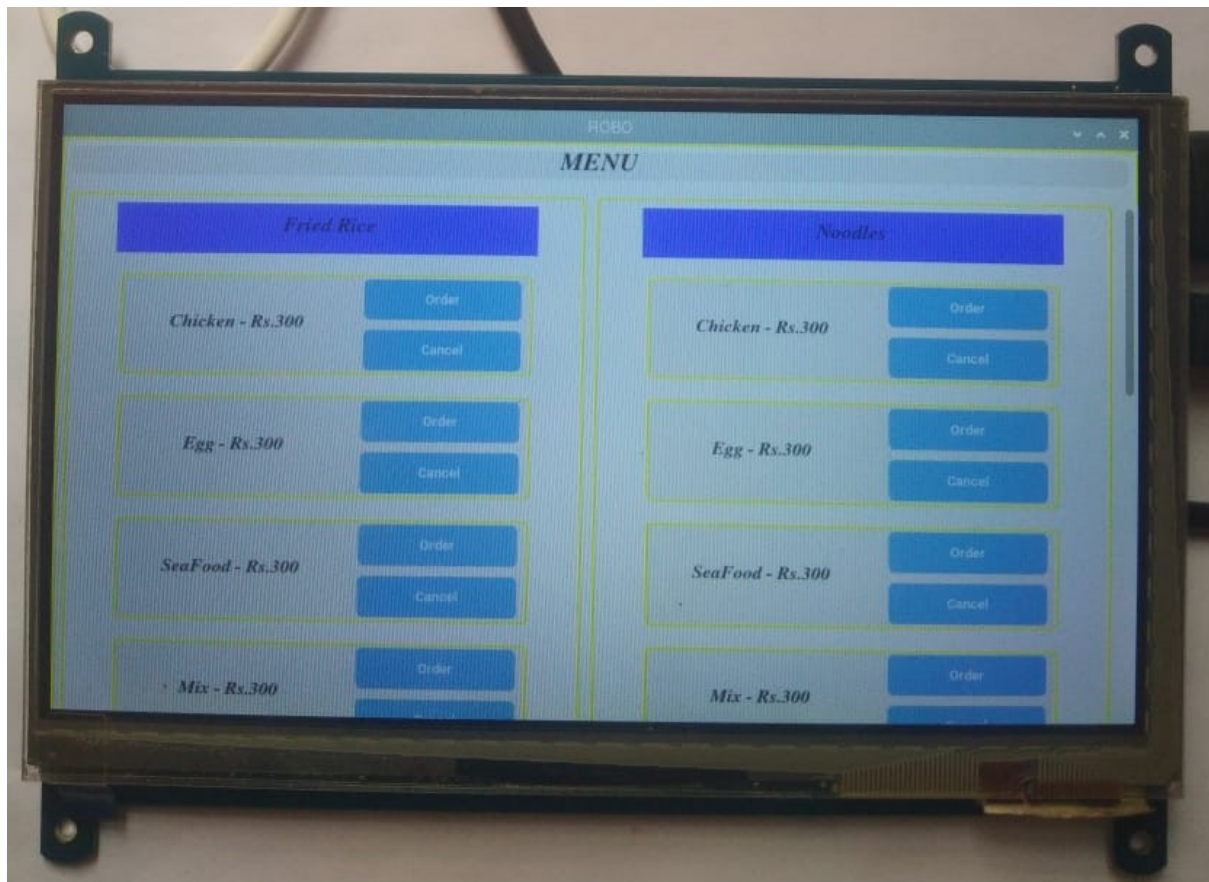 ROBO
MENU
Fried Rice
Chicken - Rs.300
Order
Cancel
Egg - Rs.300
Order
Cancel
SeaFood - Rs.300
Order
Cancel
Mix - Rs.300
Order
Noodles
Chicken - Rs.300
Order
Cancel
Egg - Rs.300
Order
Cancel
SeaFood - Rs.300
Order
Cancel
Mix - Rs.300
Order